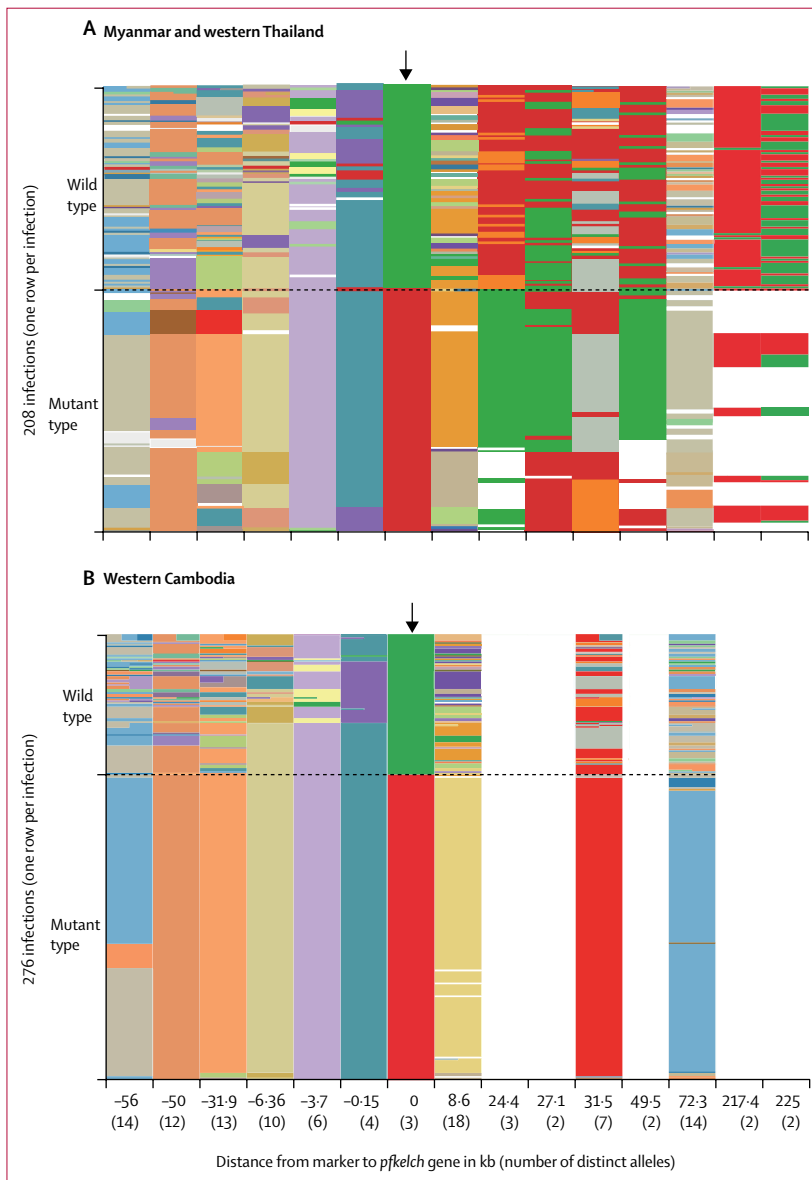 A Myanmar and western Thailand
Wild type
Mutant type
208 infections (one row per infection)
B Western Cambodia
Wild type
Mutant type
276 infections (one row per infection)
–56 –50 –31·9 –6·36 –3·7 –0·15 0 8·6 24·4 27·1 31·5 49·5 72·3 217·4 225
(14) (12) (13) (10) (6) (4) (3) (18) (3) (2) (7) (2) (14) (2) (2)
Distance from marker to pfkelch gene in kb (number of distinct alleles)